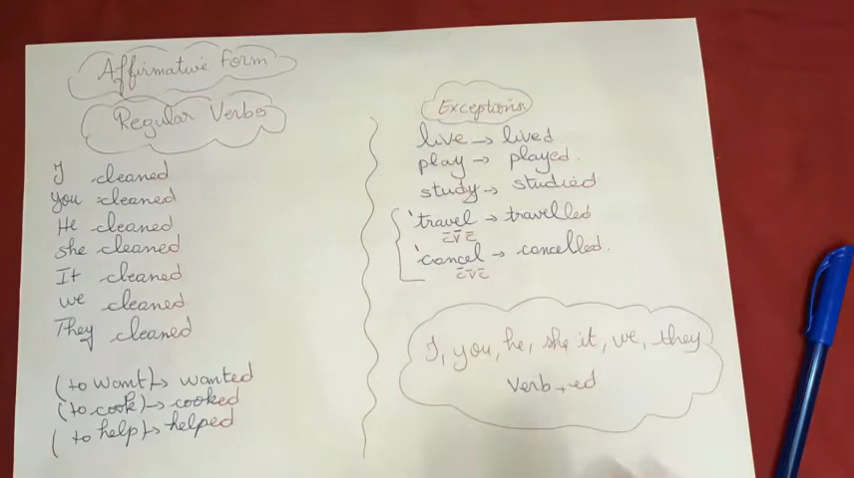 Affirmative Form
Regular Verbs
I cleaned
you cleaned
He cleaned
she cleaned
It cleaned
we cleaned
They cleaned
(to want) → wanted
(to cook) → cooked
( to help) → helped
Exceptions
live → lived
play → played.
study → studied
'travel → travelled
c̄v̄c̄
'cancel → cancelled.
c̄v̄c̄
I, you, he, she it, we, they
Verb + ed